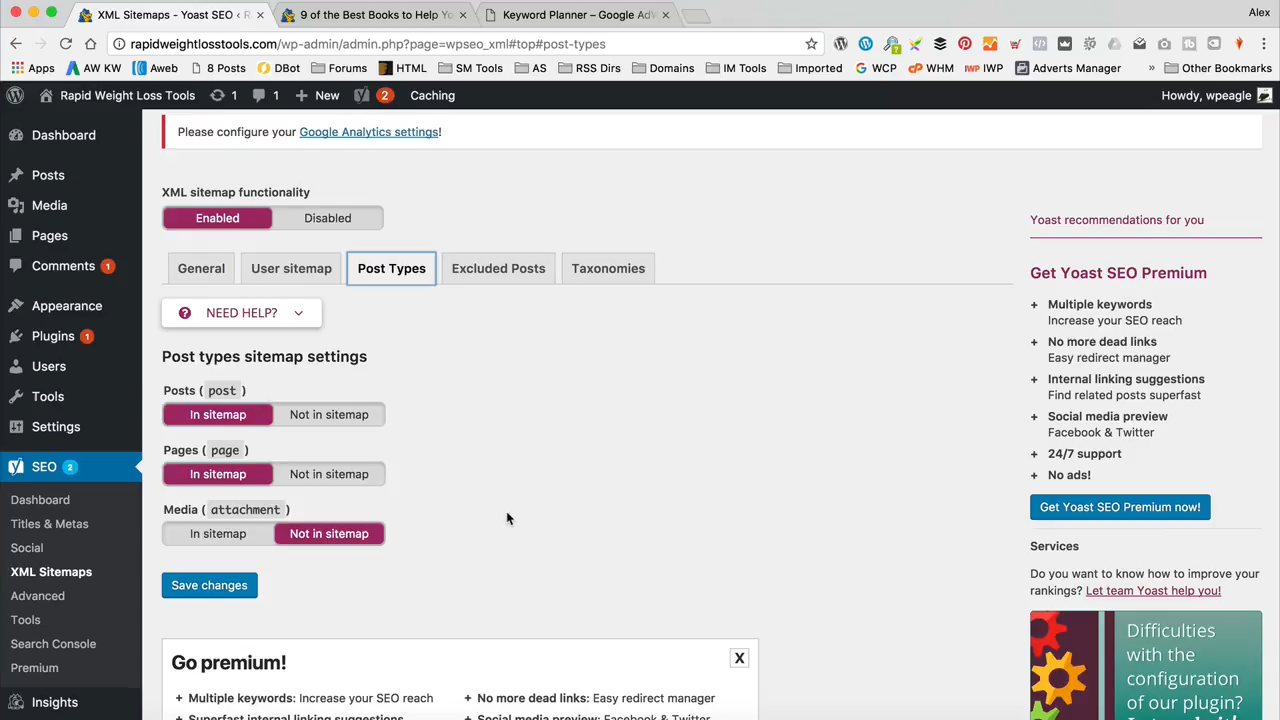 XML Sitemaps - Yoast SEO ‹ R
9 of the Best Books to Help Yo
Keyword Planner – Google AdW
Alex
rapidweightlosstools.com/wp-admin/admin.php?page=wpseo_xml#top#post-types
Apps AW KW Aweb 8 Posts DBot Forums HTML SM Tools AS RSS Dirs Domains IM Tools Imported WCP WHM IWP IWP Adverts Manager » Other Bookmarks
Rapid Weight Loss Tools 1 1 New 2 Caching Howdy, wpeagle
Dashboard
Posts
Media
Pages
Comments 1
Appearance
Plugins 1
Users
Tools
Settings
SEO 2
Dashboard
Titles & Metas
Social
XML Sitemaps
Advanced
Tools
Search Console
Premium
Insights
Please configure your Google Analytics settings!
XML sitemap functionality
Enabled Disabled
General User sitemap Post Types Excluded Posts Taxonomies
NEED HELP?
Post types sitemap settings
Posts ( post )
In sitemap Not in sitemap
Pages ( page )
In sitemap Not in sitemap
Media ( attachment )
In sitemap Not in sitemap
Save changes
Go premium! X
+ Multiple keywords: Increase your SEO reach + No more dead links: Easy redirect manager
+ Superfast internal linking suggestions + Social media preview: Facebook & Twitter
Yoast recommendations for you
Get Yoast SEO Premium
+ Multiple keywords
Increase your SEO reach
+ No more dead links
Easy redirect manager
+ Internal linking suggestions
Find related posts superfast
+ Social media preview
Facebook & Twitter
+ 24/7 support
+ No ads!
Get Yoast SEO Premium now!
Services
Do you want to know how to improve your
rankings? Let team Yoast help you!
Difficulties
with the
configuration
of our plugin?